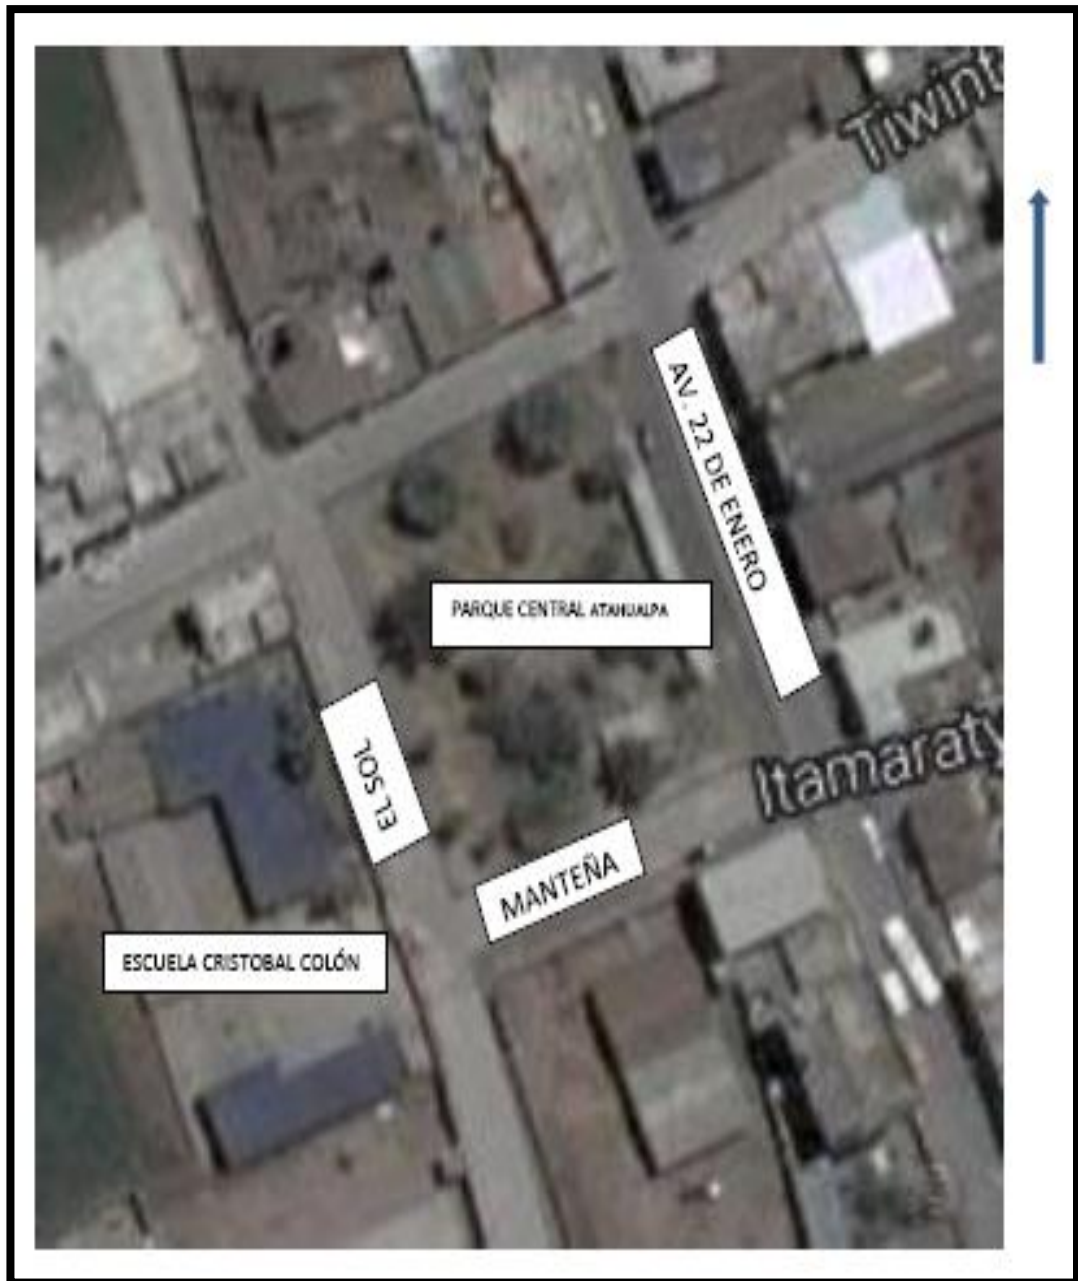 Tiwint
AV. 22 DE ENERO
PARQUE CENTRAL ATAHUALPA
EL SOL
Itamaraty
MANTEÑA
ESCUELA CRISTOBAL COLÓN